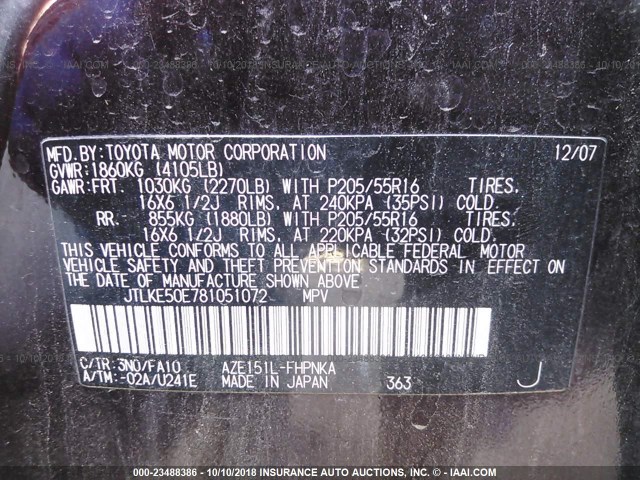 MFD.BY:TOYOTA MOTOR CORPORATION 12/07
GVWR:1860KG (4105LB)
GAWR:FRT. 1030KG (2270LB) WITH P205/55R16 TIRES,
16X6 1/2J RIMS, AT 240KPA (35PSI) COLD.
RR. 855KG (1880LB) WITH P205/55R16 TIRES,
16X6 1/2J RIMS, AT 220KPA (32PSI) COLD.
THIS VEHICLE CONFORMS TO ALL APPLICABLE FEDERAL MOTOR
VEHICLE SAFETY AND THEFT PREVENTION STANDARDS IN EFFECT ON
THE DATE OF MANUFACTURE SHOWN ABOVE.
JTLKE50E781051072 MPV
C/TR:3N0/FA10 AZE151L-FHPNKA
A/TM:-02A/U241E MADE IN JAPAN 363 J
000-23488386 - 10/10/2018 INSURANCE AUTO AUCTIONS, INC. - IAAI.COM